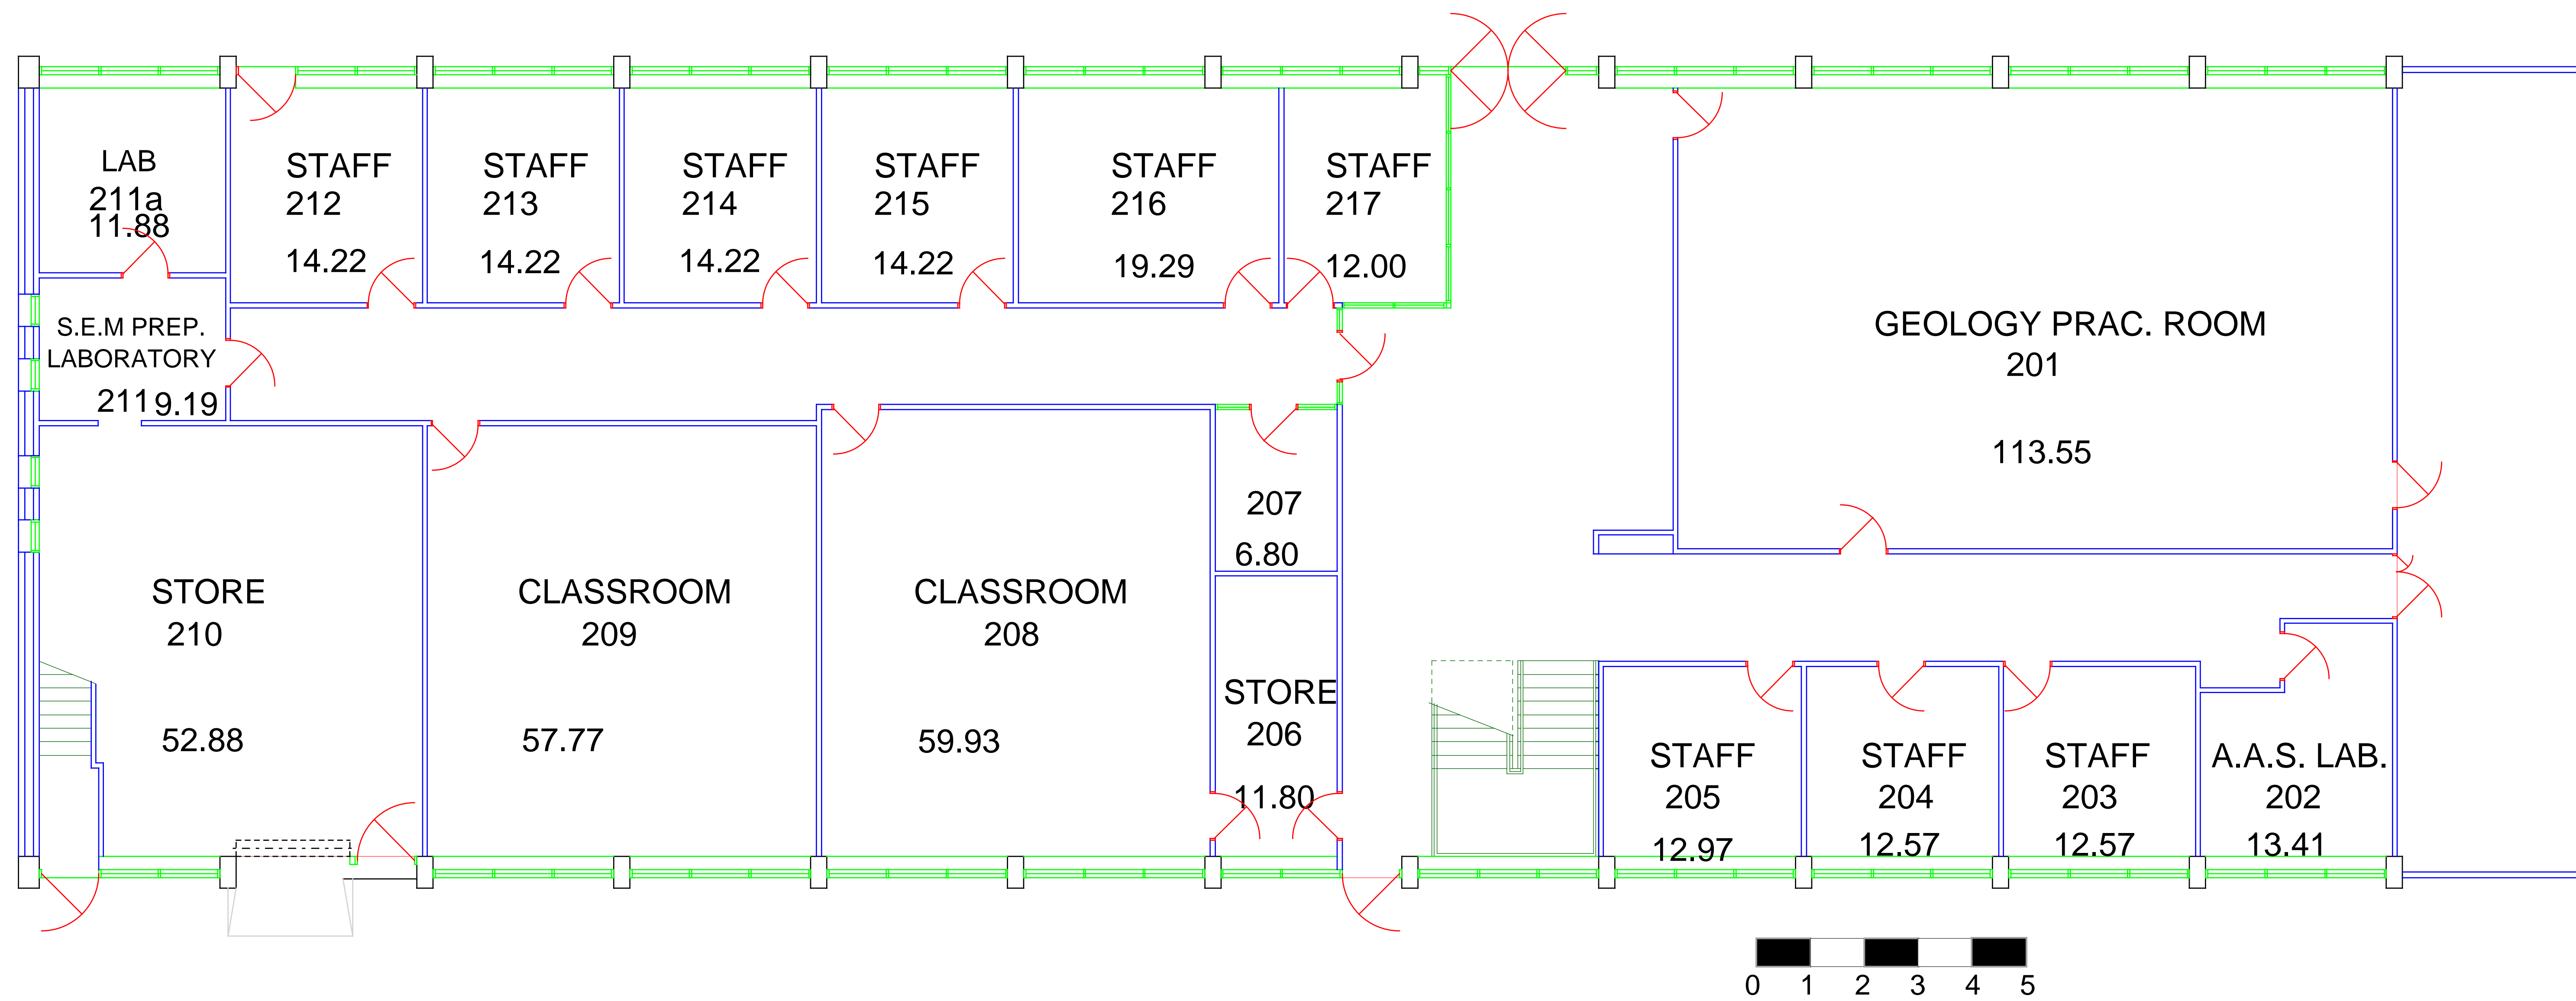 LAB
211a
11.88
STAFF
212
14.22
STAFF
213
14.22
STAFF
214
14.22
STAFF
215
14.22
STAFF
216
19.29
STAFF
217
12.00
S.E.M PREP.
LABORATORY
211 9.19
GEOLOGY PRAC. ROOM
201
113.55
STORE
210
52.88
CLASSROOM
209
57.77
CLASSROOM
208
59.93
207
6.80
STORE
206
11.80
STAFF
205
12.97
STAFF
204
12.57
STAFF
203
12.57
A.A.S. LAB.
202
13.41
0 1 2 3 4 5